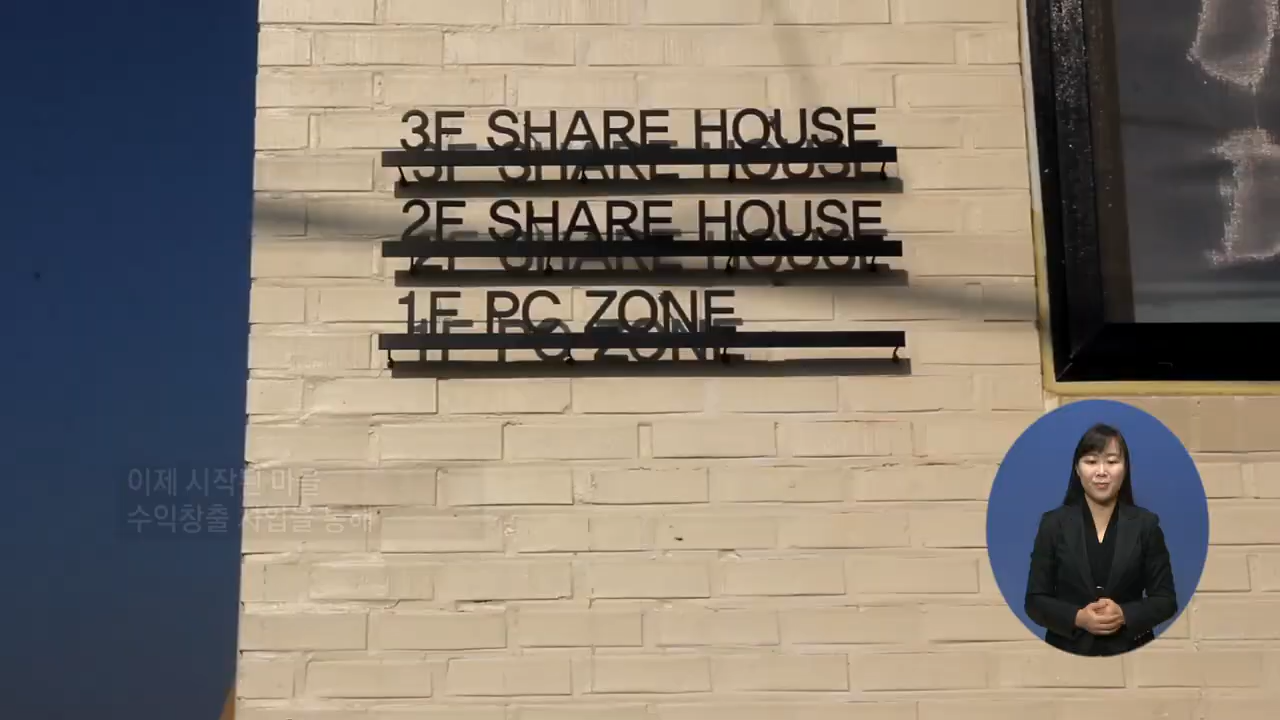 3F SHARE HOUSE
2F SHARE HOUSE
1F PC ZONE
이제 시작된 마을
수익창출 사업을 통해